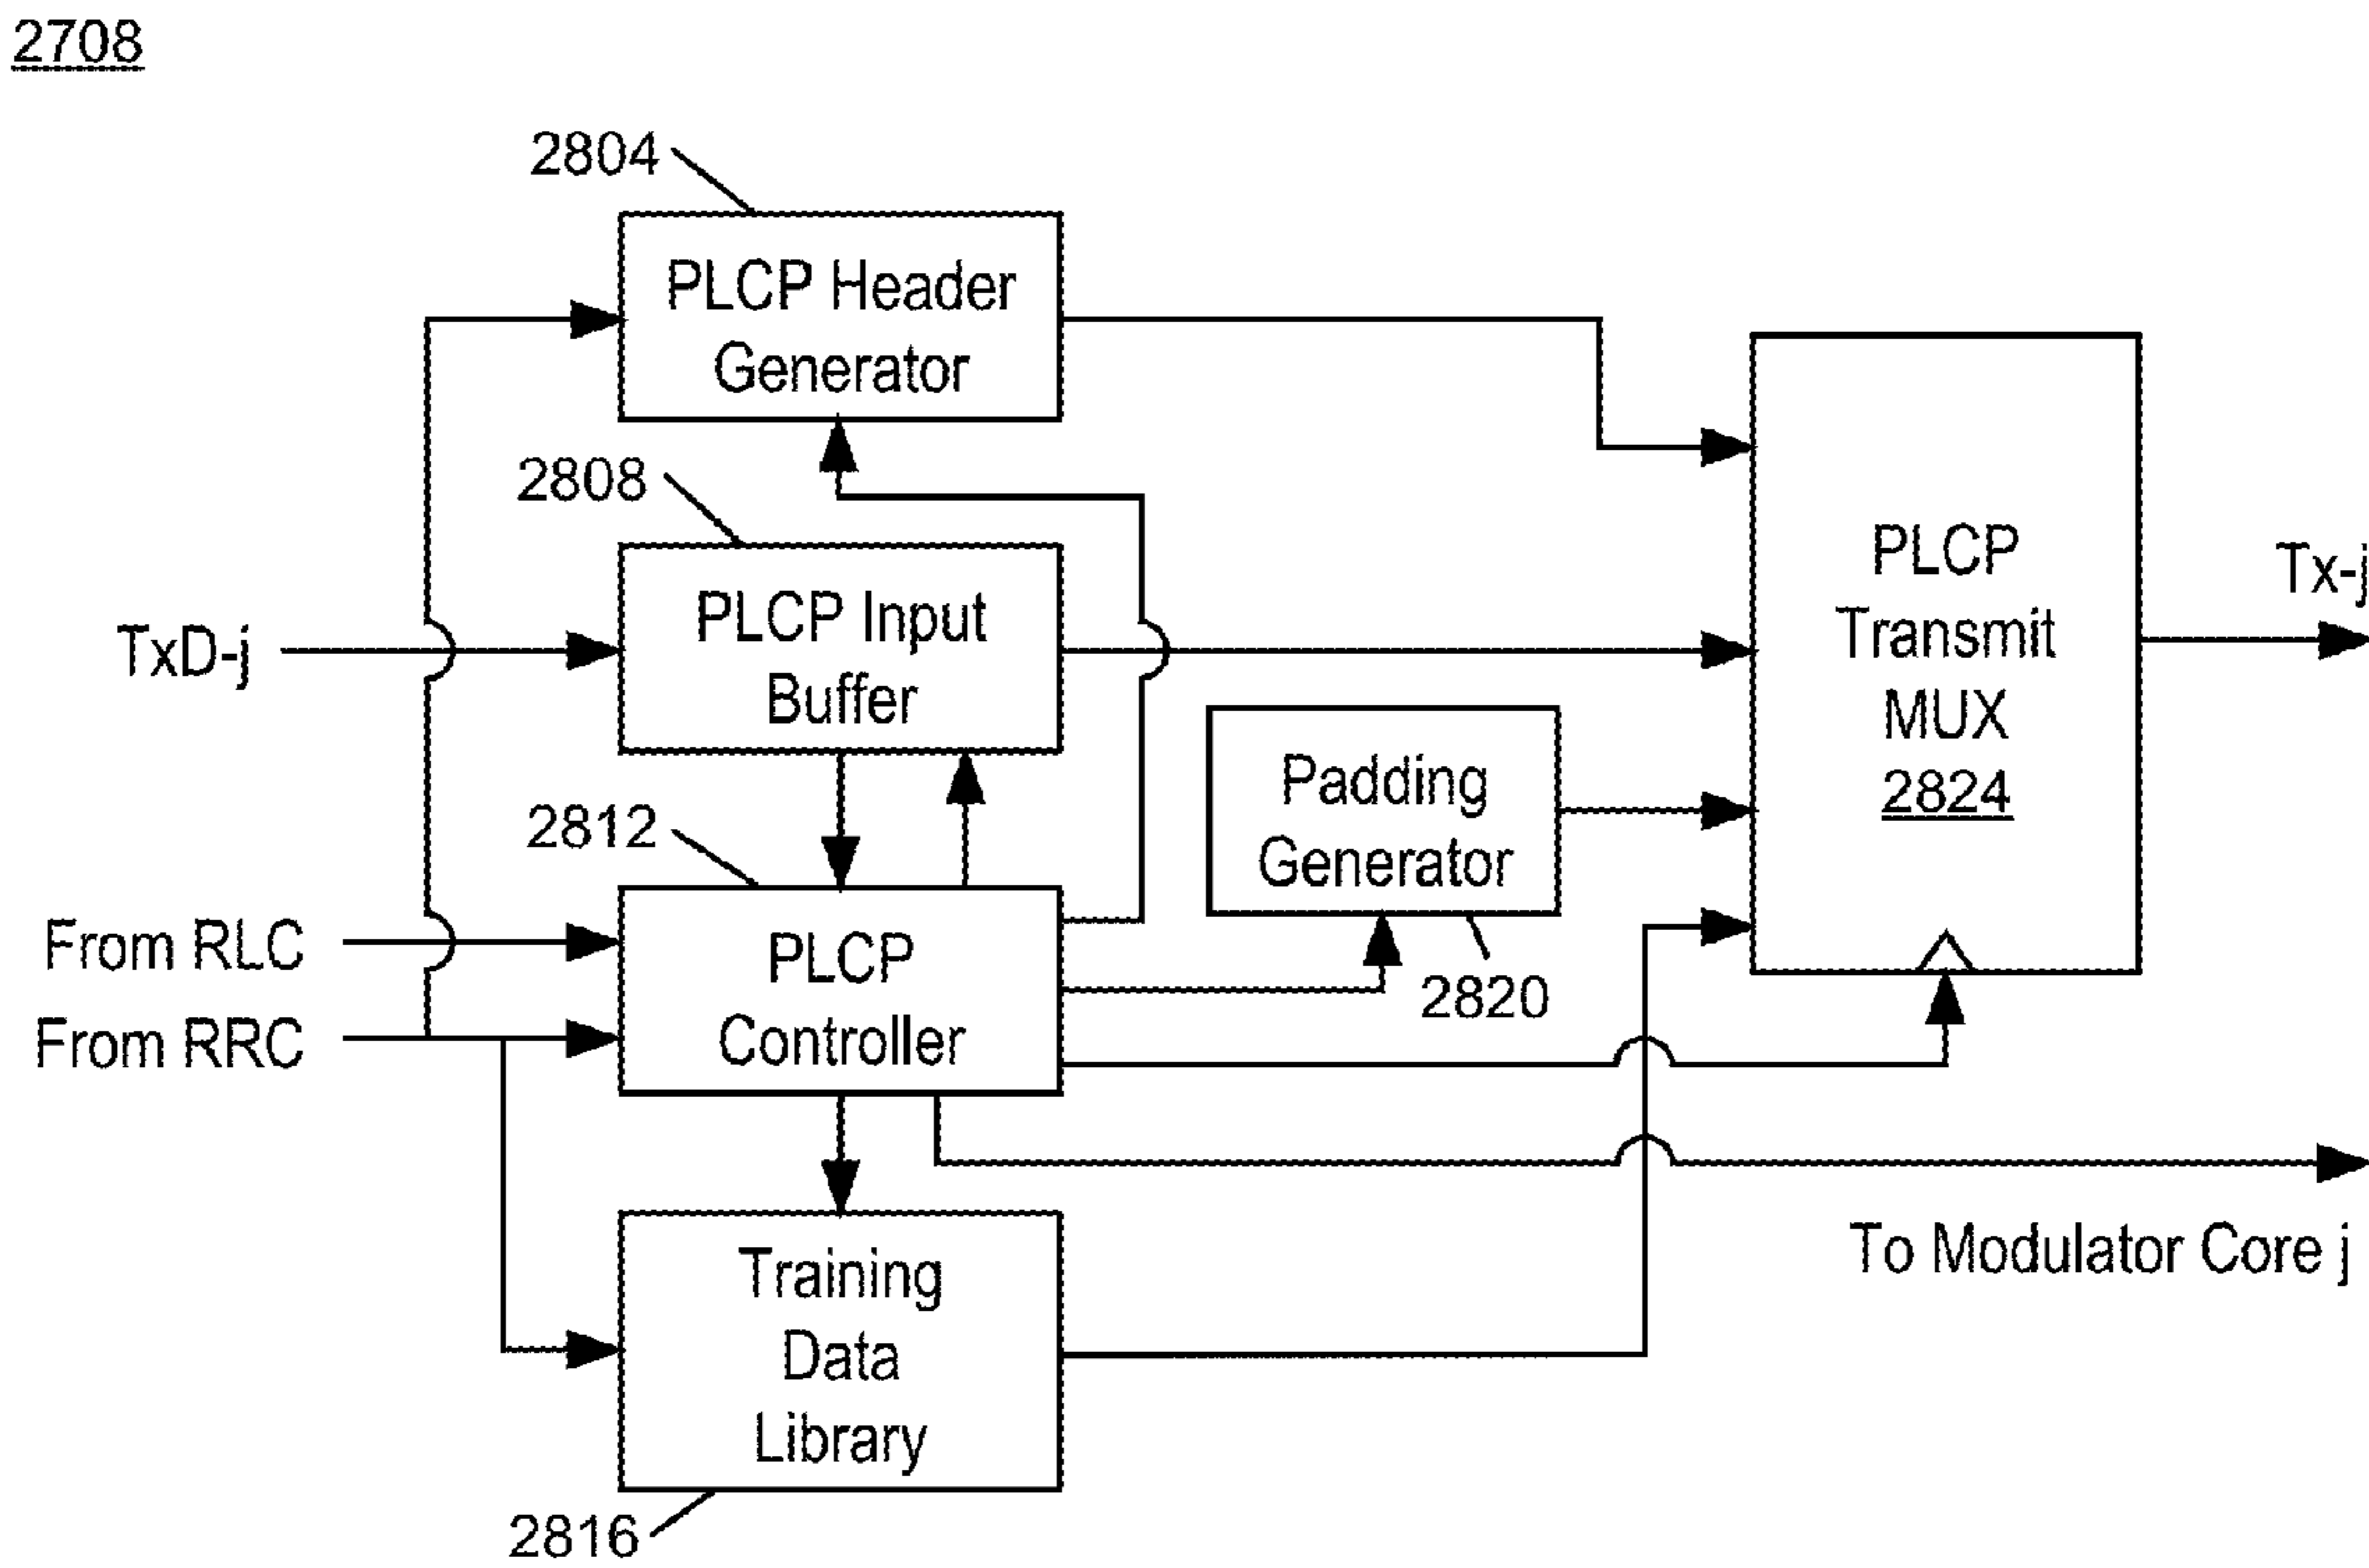 2708
2804
PLCP Header
Generator
2808
PLCP Input
Buffer
TxD-j
PLCP
Transmit
MUX
2824
Tx-j
Padding
Generator
2820
2812
From RLC
From RRC
PLCP
Controller
To Modulator Core j
Training
Data
Library
2816